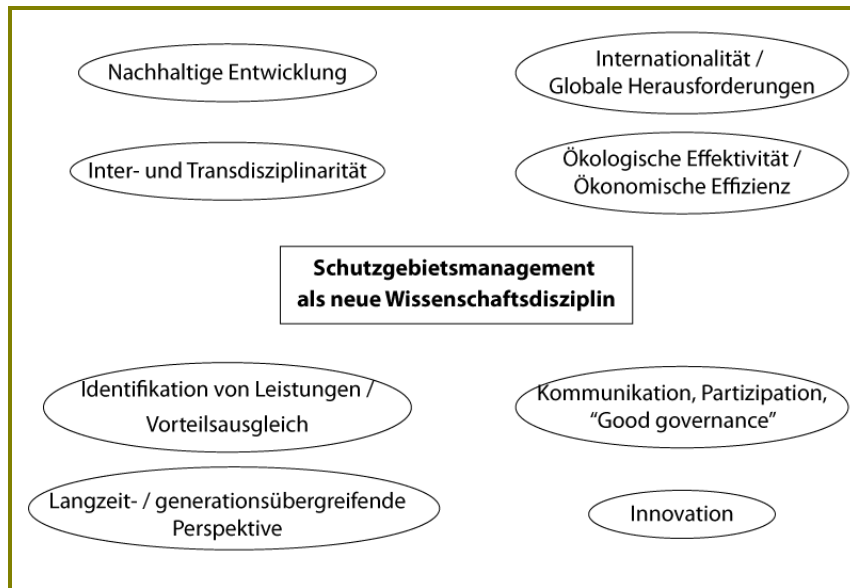 Nachhaltige Entwicklung
Internationalität /
Globale Herausforderungen
Inter- und Transdisziplinarität
Ökologische Effektivität /
Ökonomische Effizienz
Schutzgebietsmanagement
als neue Wissenschaftsdisziplin
Identifikation von Leistungen /
Vorteilsausgleich
Kommunikation, Partizipation,
“Good governance”
Langzeit- / generationsübergreifende
Perspektive
Innovation